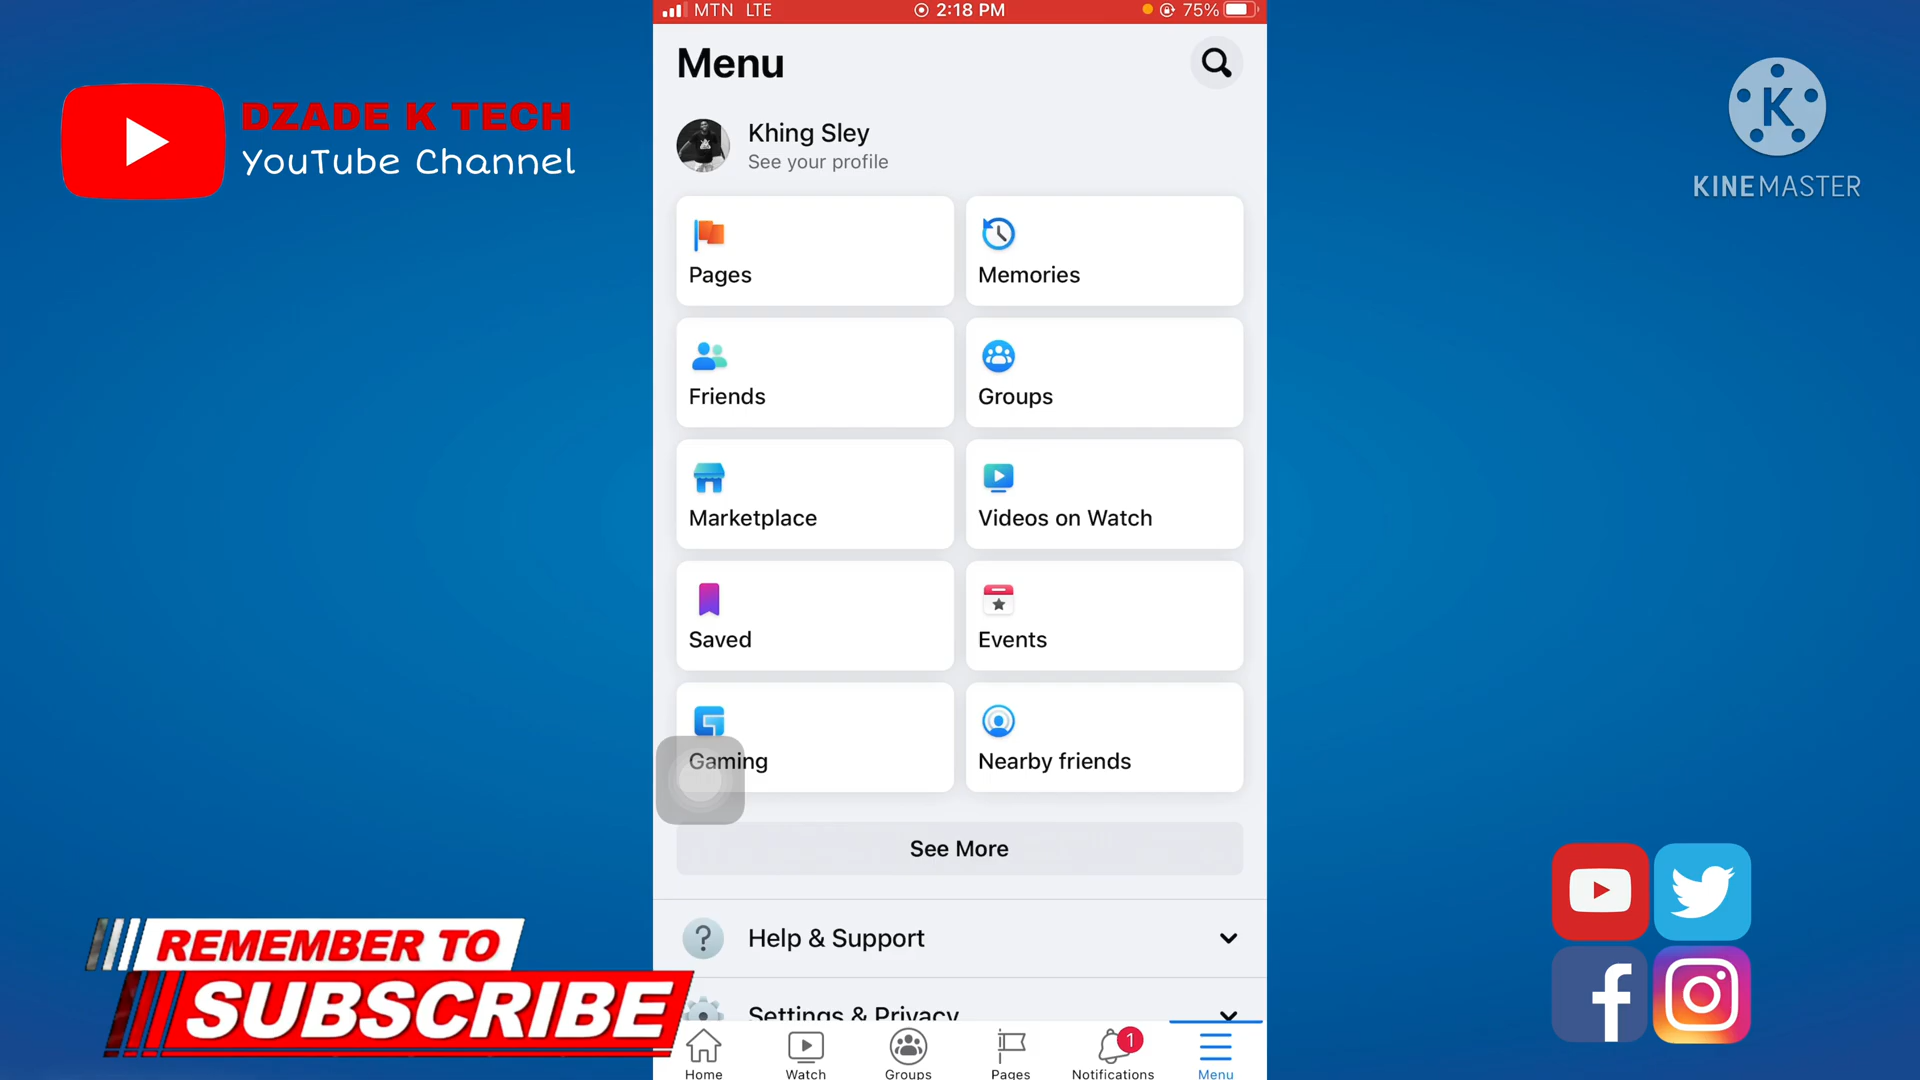 MTN LTE 2:18 PM 75%
Menu
DZADE K TECH
YouTube Channel
K
KINEMASTER
Khing Sley
See your profile
Pages
Memories
Friends
Groups
Marketplace
Videos on Watch
Saved
Events
Gaming
Nearby friends
See More
Help & Support
Settings & Privacy
REMEMBER TO
SUBSCRIBE
1
Home
Watch
Groups
Pages
Notifications
Menu